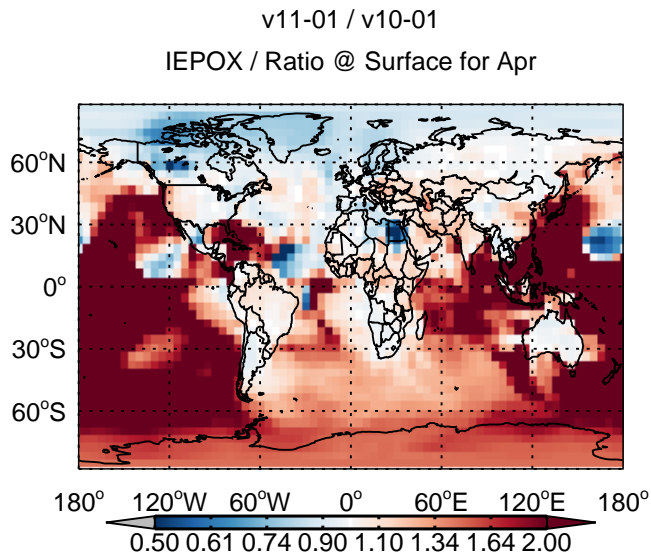 v11-01 / v10-01
IEPOX / Ratio @ Surface for Apr
60°N
30°N
0°
30°S
60°S
180° 120°W 60°W 0° 60°E 120°E 180°
0.50 0.61 0.74 0.90 1.10 1.34 1.64 2.00